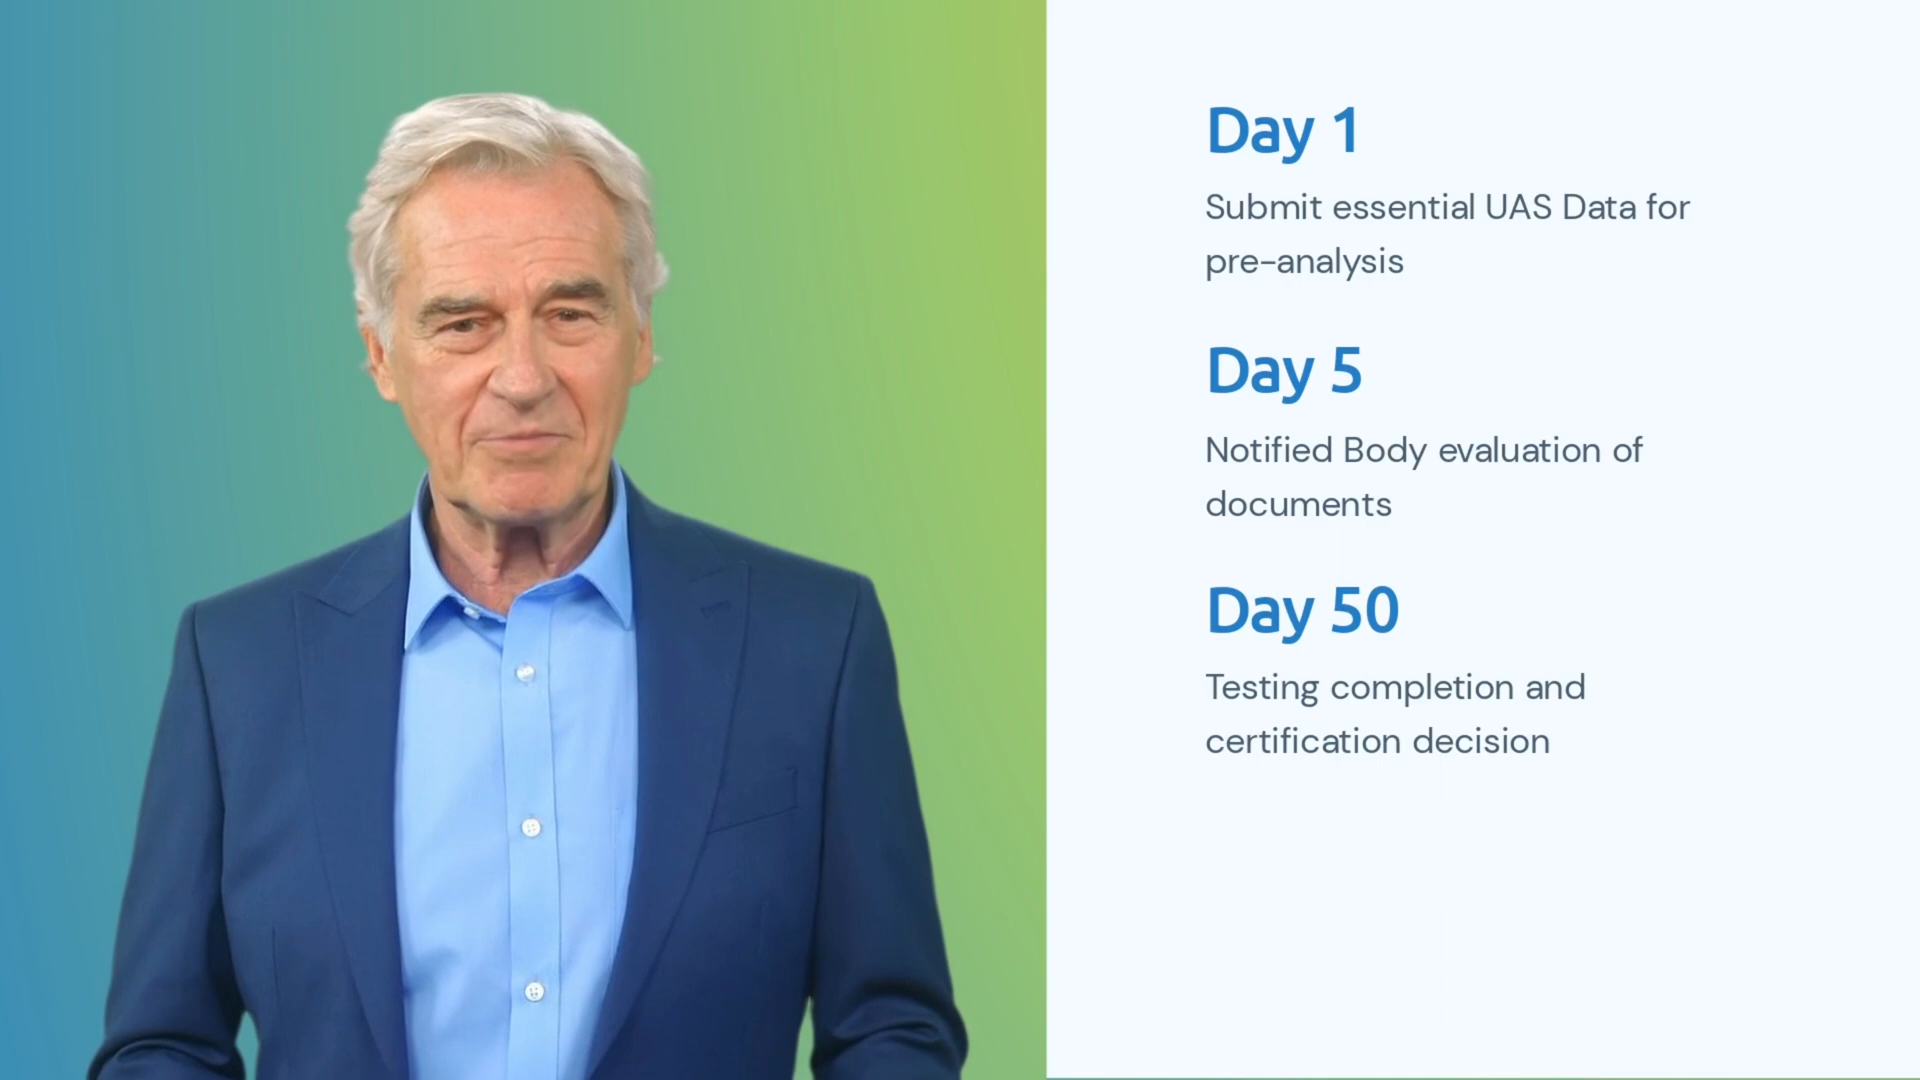 Day 1
Submit essential UAS Data for
pre-analysis
Day 5
Notified Body evaluation of
documents
Day 50
Testing completion and
certification decision